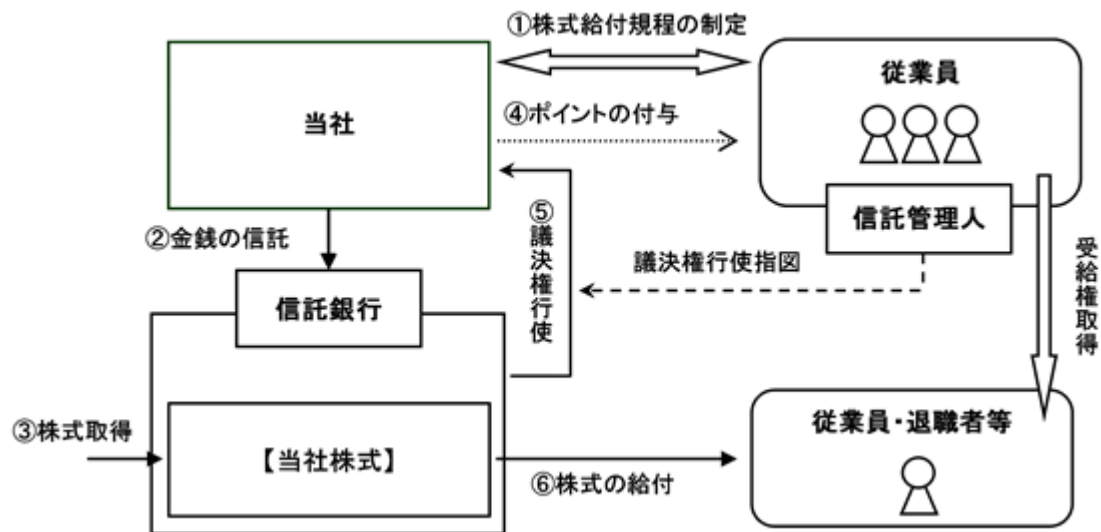 ①株式給付規程の制定
当社
従業員
④ポイントの付与
信託管理人
②金銭の信託
⑤議決権行使
議決権行使指図
受給権取得
信託銀行
③株式取得
【当社株式】
従業員・退職者等
⑥株式の給付